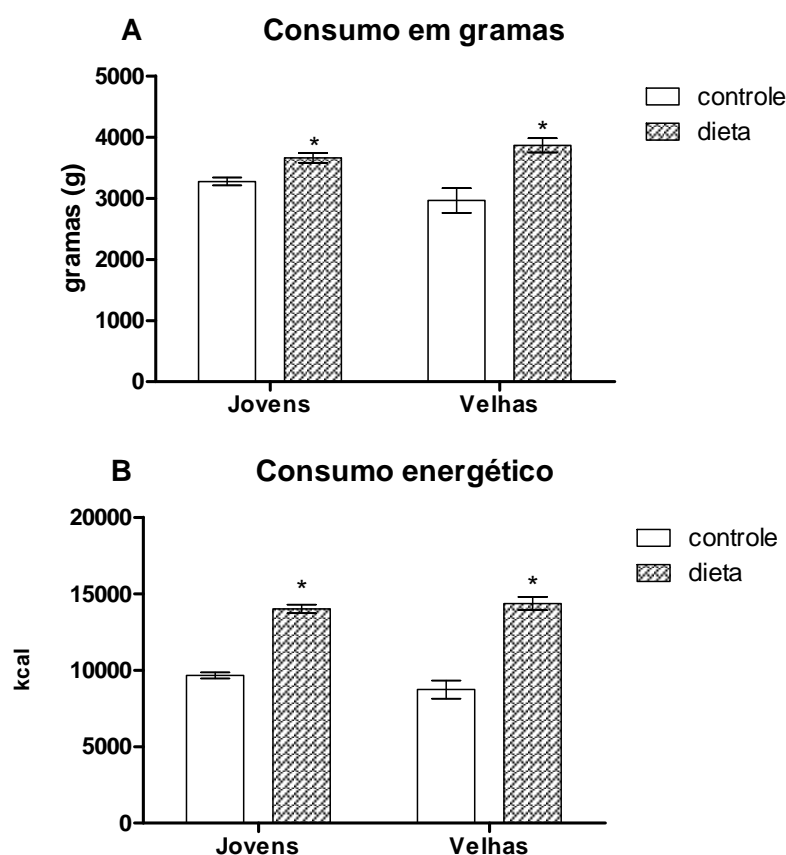 A Consumo em gramas
5000
4000
3000
2000
1000
0
gramas (g)
* *
Jovens Velhas
controle
dieta
B Consumo energético
20000
15000
10000
5000
0
kcal
* *
Jovens Velhas
controle
dieta